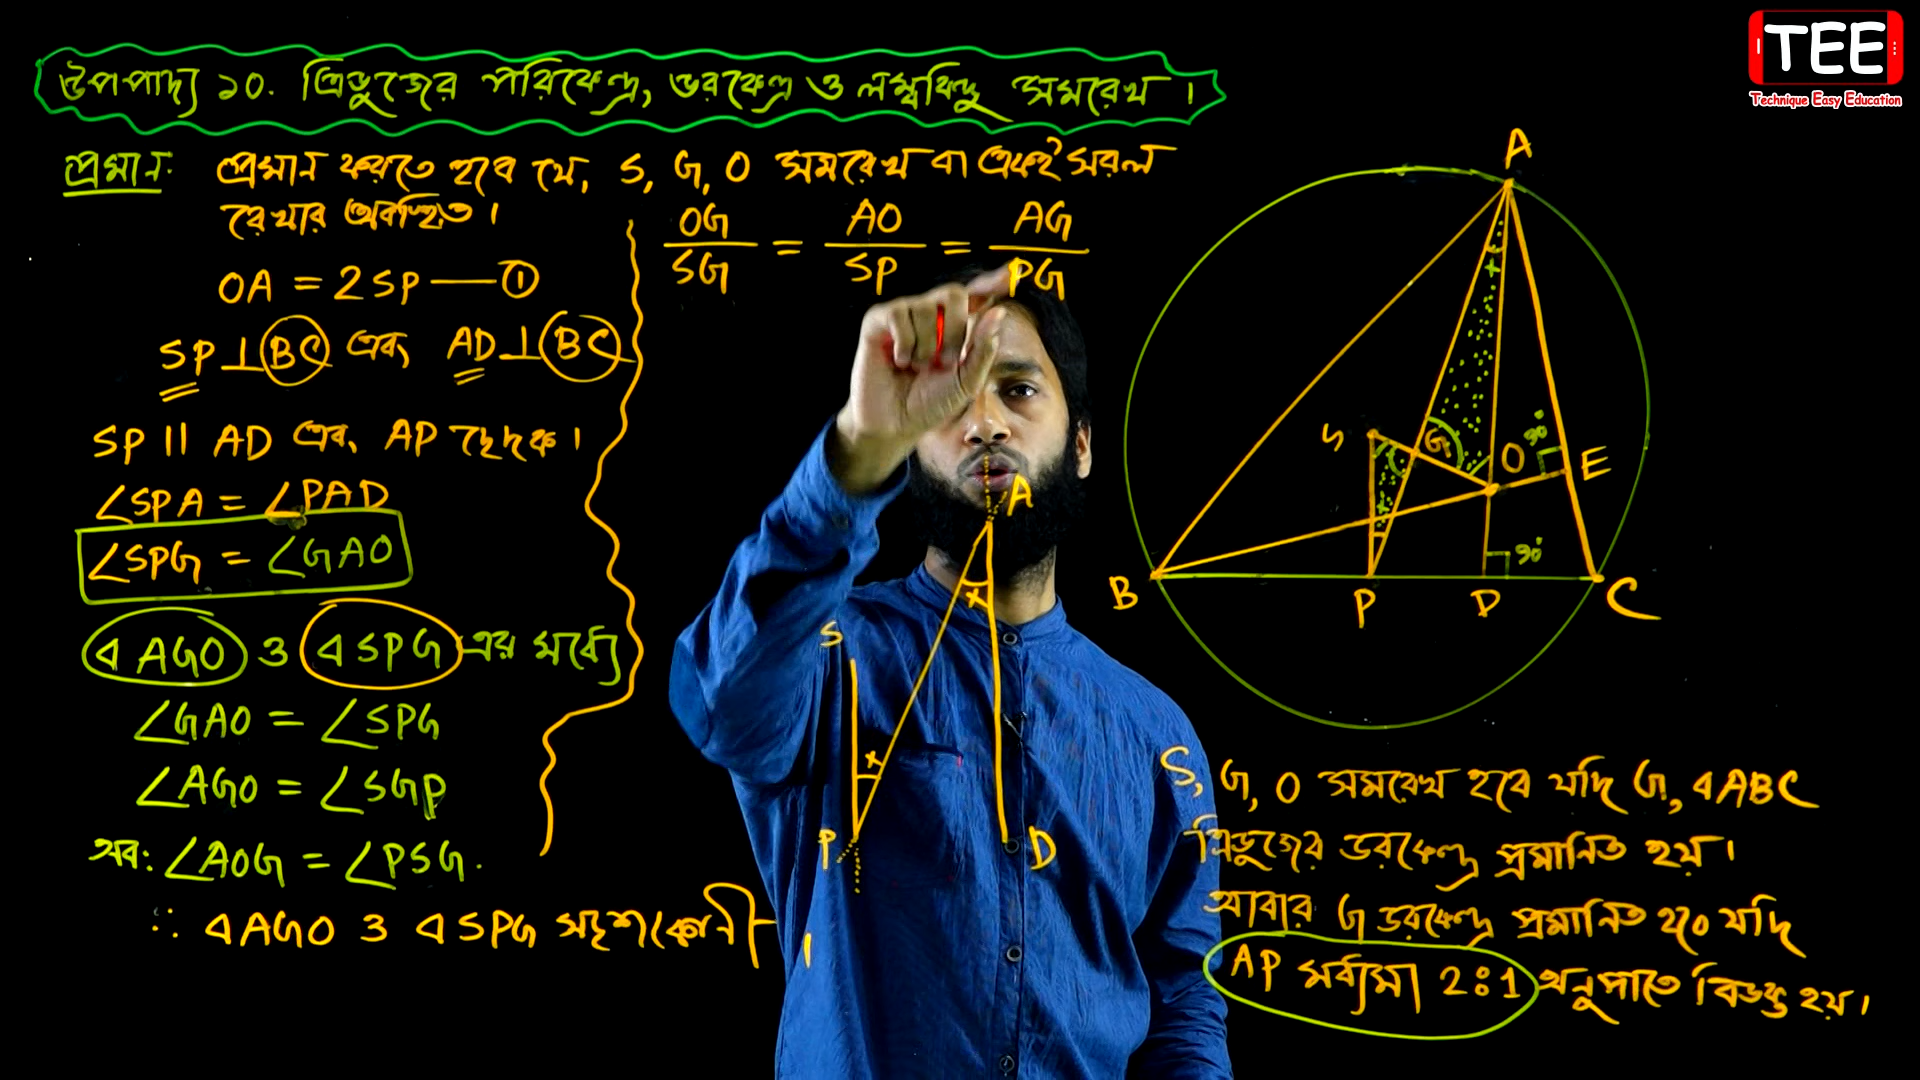 উপপাদ্য ১০. ত্রিভুজের পরিকেন্দ্র, ভরকেন্দ্র ও লম্ববিন্দু সমরেখ।
TEE
Technique Easy Education
প্রমান: প্রমান করতে হবে যে, S, G, O সমরেখ বা একই সরল
রেখার অবস্থিত।
OA = 2SP — ①
SP ⊥ BC এবং AD ⊥ BC
SP || AD এবং AP ছেদক।
∠SPA = ∠PAD
∠SPG = ∠GAO
△AGO ও △SPG এর মধ্যে
∠GAO = ∠SPG
∠AGO = ∠SGP
এবং ∠AOG = ∠PSG.
∴ △AGO ও △SPG সদৃশকোনী।
OG/SG = AO/SP = AG/PG
A
S
x
x
P
D
A
x
S
G
O
90°
E
x
90°
B
P
D
C
S, G, O সমরেখ হবে যদি G, △ABC
ত্রিভুজের ভরকেন্দ্র প্রমানিত হয়।
আবার G ভরকেন্দ্র প্রমানিত হবে যদি
AP মধ্যমা 2:1 অনুপাতে বিভক্ত হয়।